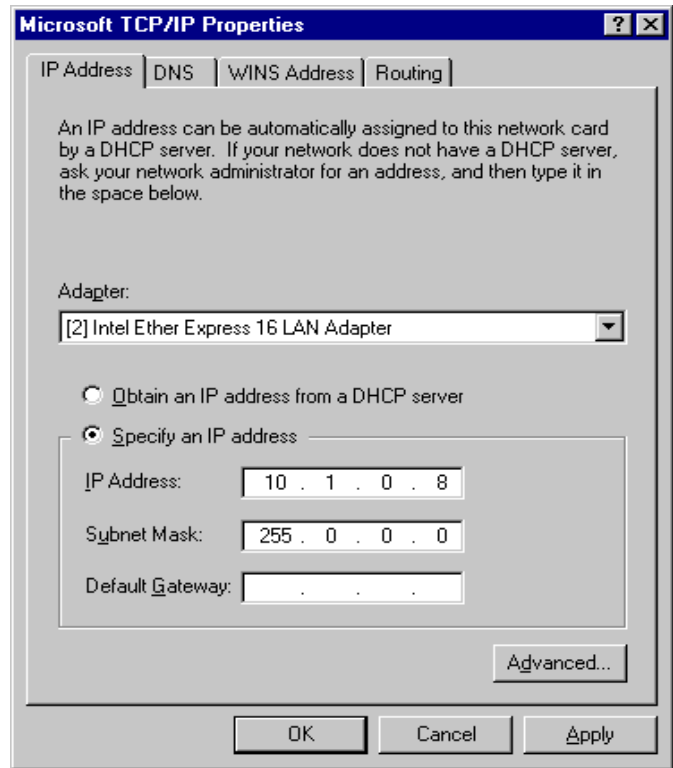 Microsoft TCP/IP Properties
IP Address DNS WINS Address Routing
An IP address can be automatically assigned to this network card
by a DHCP server. If your network does not have a DHCP server,
ask your network administrator for an address, and then type it in
the space below.
Adapter:
[2] Intel Ether Express 16 LAN Adapter
Obtain an IP address from a DHCP server
Specify an IP address
IP Address: 10 . 1 . 0 . 8
Subnet Mask: 255 . 0 . 0 . 0
Default Gateway: . . .
Advanced...
OK Cancel Apply